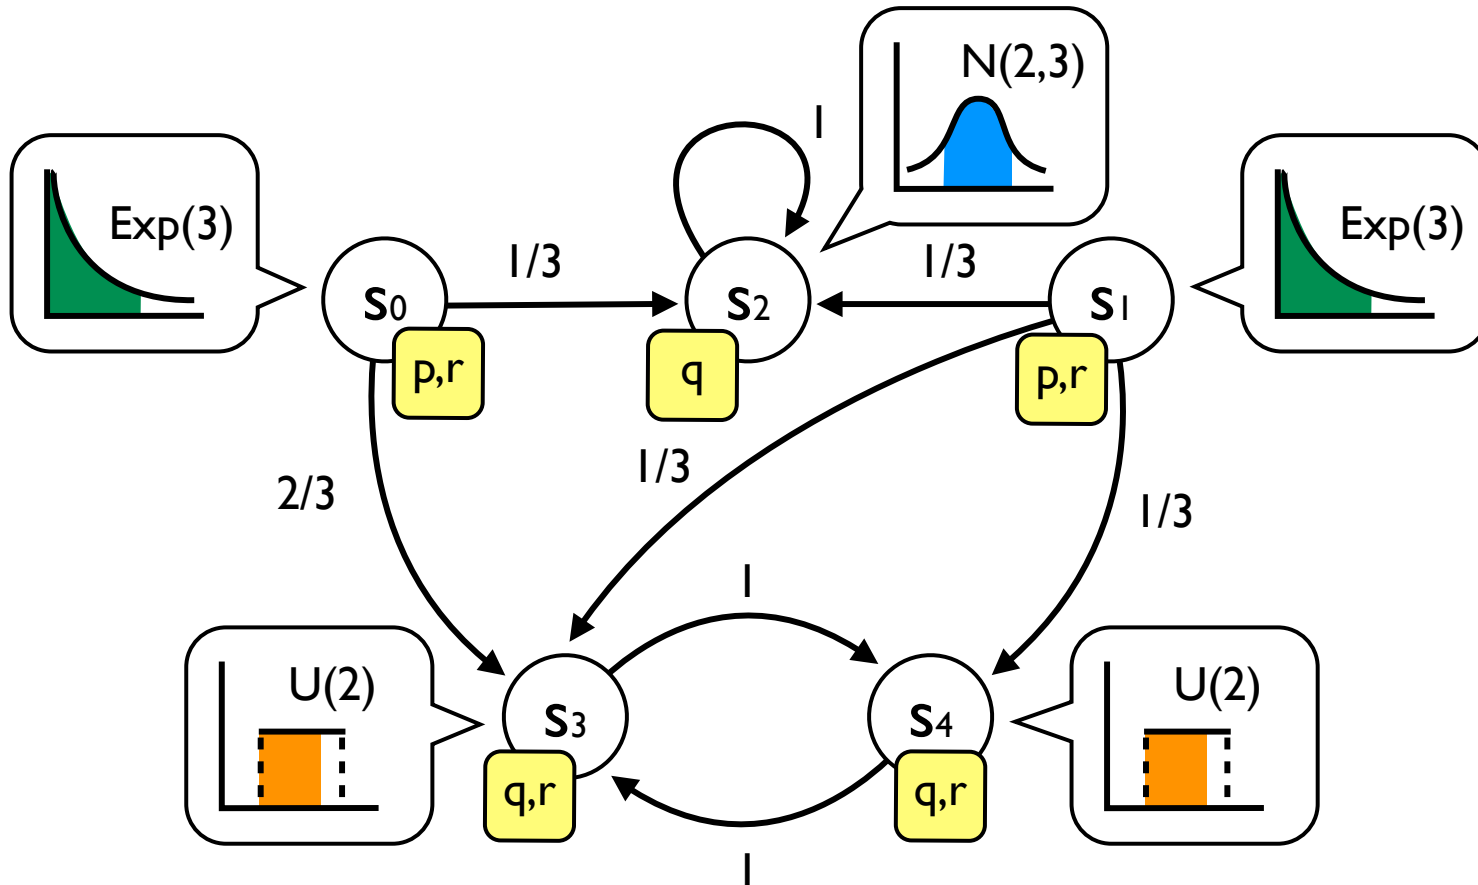 N(2,3)
1
Exp(3)
Exp(3)
1/3
1/3
s0
s2
s1
p,r
q
p,r
2/3
1/3
1/3
1
U(2)
U(2)
s3
s4
q,r
q,r
1